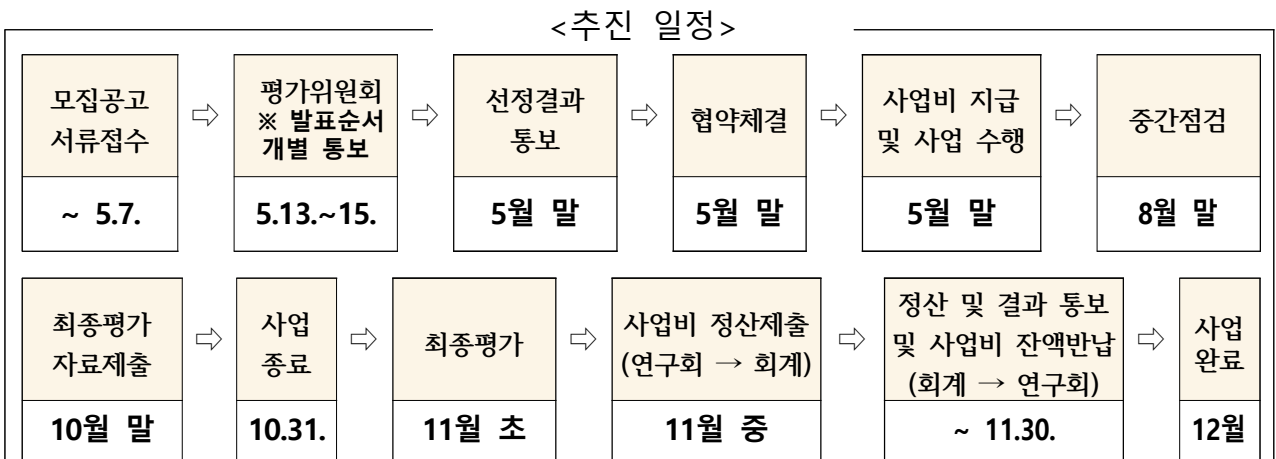 <추진 일정>
모집공고
서류접수
~ 5.7.
⇨
평가위원회
※ 발표순서
개별 통보
5.13.~15.
⇨
선정결과
통보
5월 말
⇨
협약체결
5월 말
⇨
사업비 지급
및 사업 수행
5월 말
⇨
중간점검
8월 말
최종평가
자료제출
10월 말
⇨
사업
종료
10.31.
⇨
최종평가
11월 초
⇨
사업비 정산제출
(연구회 → 회계)
11월 중
⇨
정산 및 결과 통보
및 사업비 잔액반납
(회계 → 연구회)
~ 11.30.
⇨
사업
완료
12월